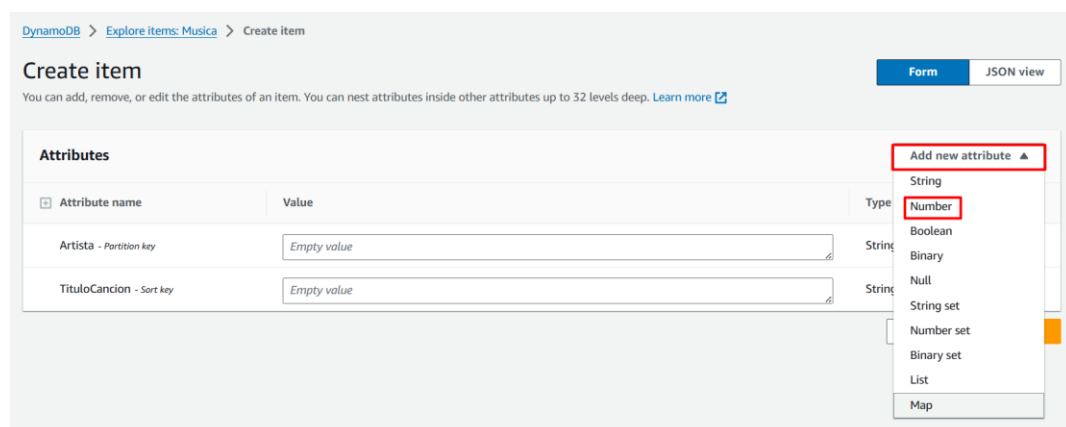 DynamoDB > Explore items: Musica > Create item
Create item
Form
JSON view
You can add, remove, or edit the attributes of an item. You can nest attributes inside other attributes up to 32 levels deep. Learn more
Attributes
Add new attribute ▲
String
Number
Boolean
Binary
Null
String set
Number set
Binary set
List
Map
Attribute name
Value
Type
Artista - Partition key
Empty value
String
TituloCancion - Sort key
Empty value
String